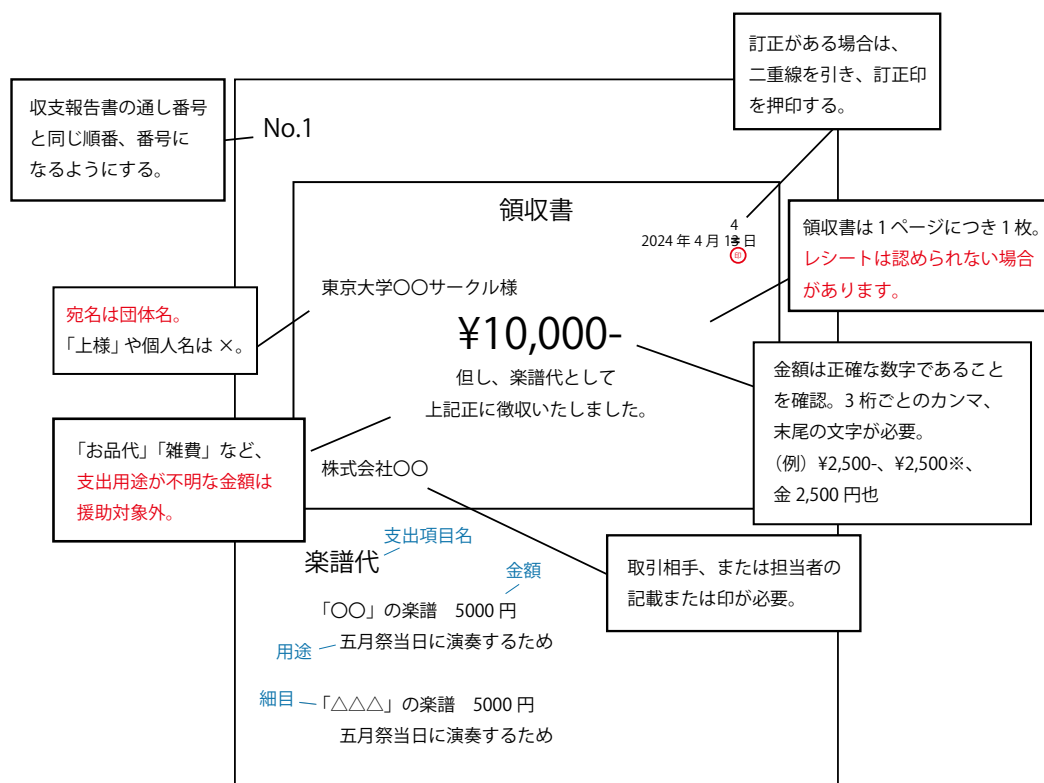 訂正がある場合は、
二重線を引き、訂正印
を押印する。
収支報告書の通し番号
と同じ順番、番号に
なるようにする。
No.1
領収書
4
2024 年 4 月 13 日
印
領収書は 1 ページにつき 1 枚。
レシートは認められない場合
があります。
宛名は団体名。
「上様」や個人名は ×。
東京大学〇〇サークル様
¥10,000-
但し、楽譜代として
上記正に徴収いたしました。
金額は正確な数字であること
を確認。3 桁ごとのカンマ、
末尾の文字が必要。
（例）¥2,500-、¥2,500※、
金 2,500 円也
「お品代」「雑費」など、
支出用途が不明な金額は
援助対象外。
株式会社〇〇
取引相手、または担当者の
記載または印が必要。
支出項目名
楽譜代
金額
「〇〇」の楽譜　5000 円
用途
五月祭当日に演奏するため
細目
「△△△」の楽譜　5000 円
五月祭当日に演奏するため